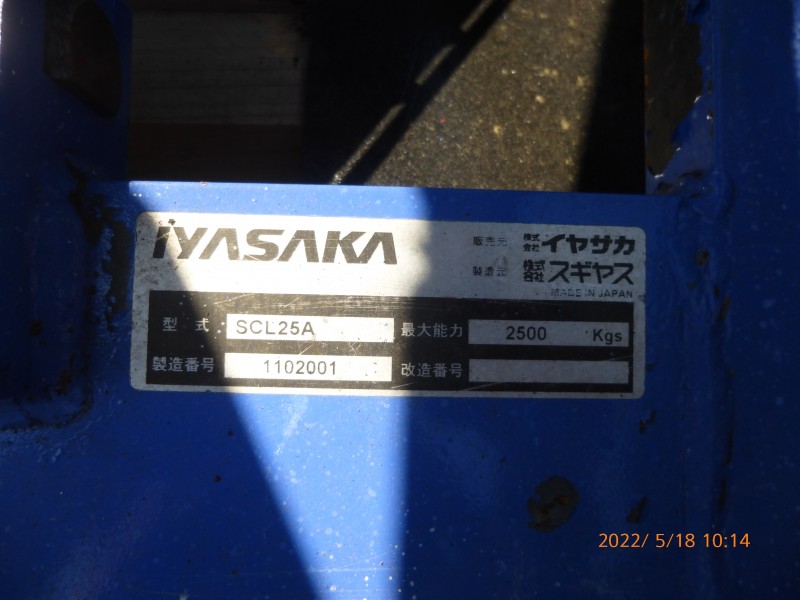 iYASAKA
販売元 株式会社 イヤサカ
製造元 株式会社 スギヤス
MADE IN JAPAN
型式 SCL25A 最大能力 2500 Kgs
製造番号 1102001 改造番号
2022/ 5/18 10:14